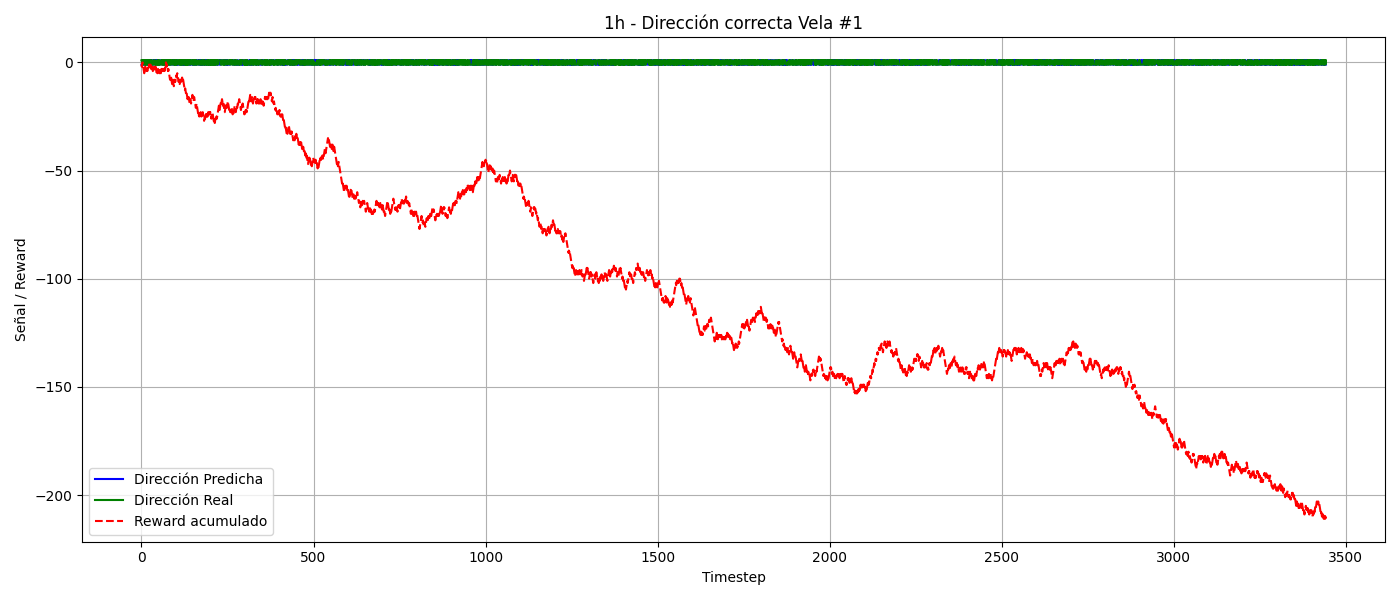 1h - Dirección correcta Vela #1
Señal / Reward
0
−50
−100
−150
−200
Dirección Predicha
Dirección Real
Reward acumulado
0
500
1000
1500
2000
2500
3000
3500
Timestep